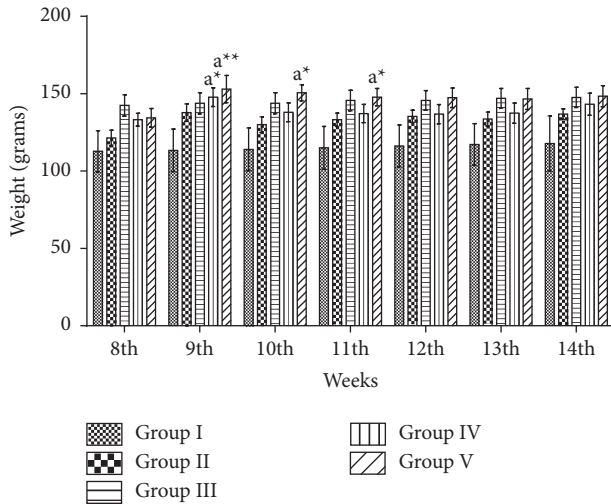 200
150
100
50
0
Weight (grams)
a*
a**
a*
a*
8th 9th 10th 11th 12th 13th 14th
Weeks
Group I
Group II
Group III
Group IV
Group V